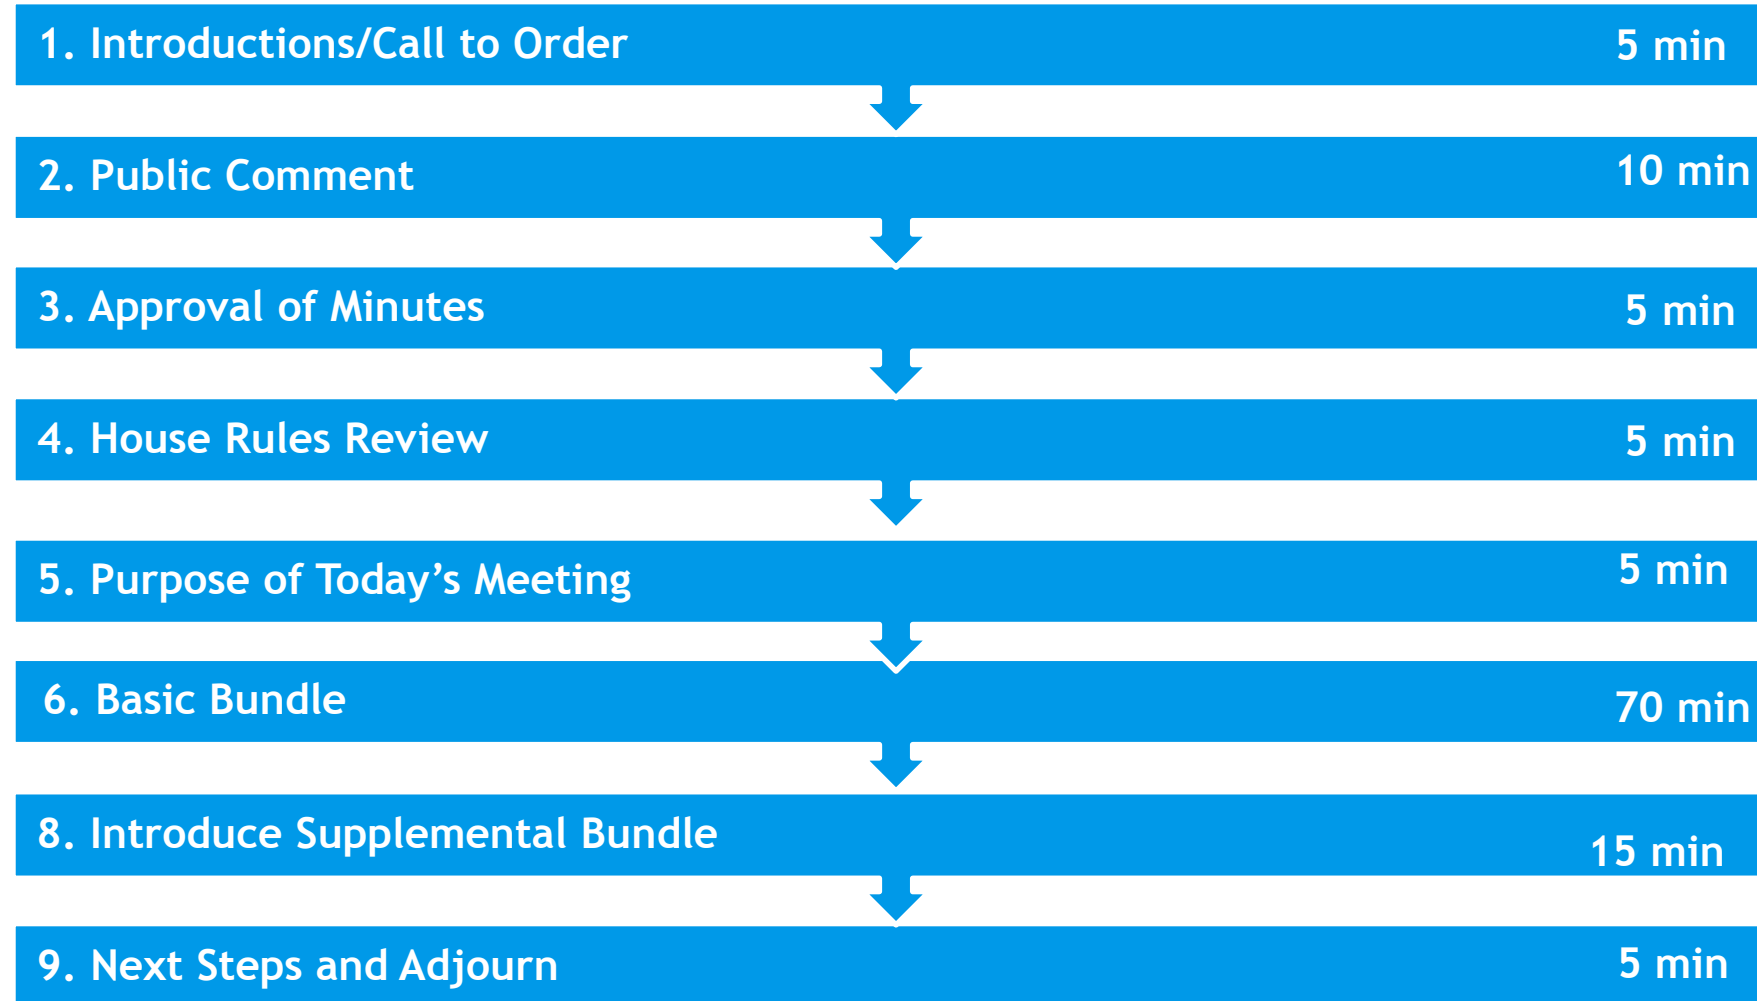 1. Introductions/Call to Order 5 min
2. Public Comment 10 min
3. Approval of Minutes 5 min
4. House Rules Review 5 min
5. Purpose of Today’s Meeting 5 min
6. Basic Bundle 70 min
8. Introduce Supplemental Bundle 15 min
9. Next Steps and Adjourn 5 min